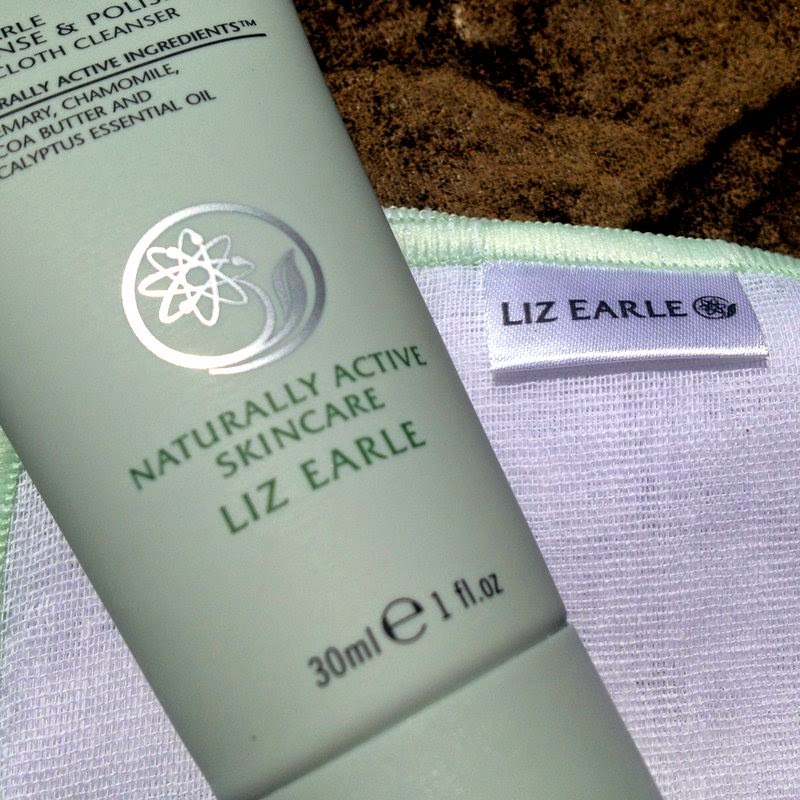 RLE
NSE & POLIS
CLOTH CLEANSER
RALLY ACTIVE INGREDIENTS™
EMARY, CHAMOMILE,
COA BUTTER AND
CALYPTUS ESSENTIAL OIL
NATURALLY ACTIVE
SKINCARE
LIZ EARLE
30ml e 1 fl.oz
LIZ EARLE